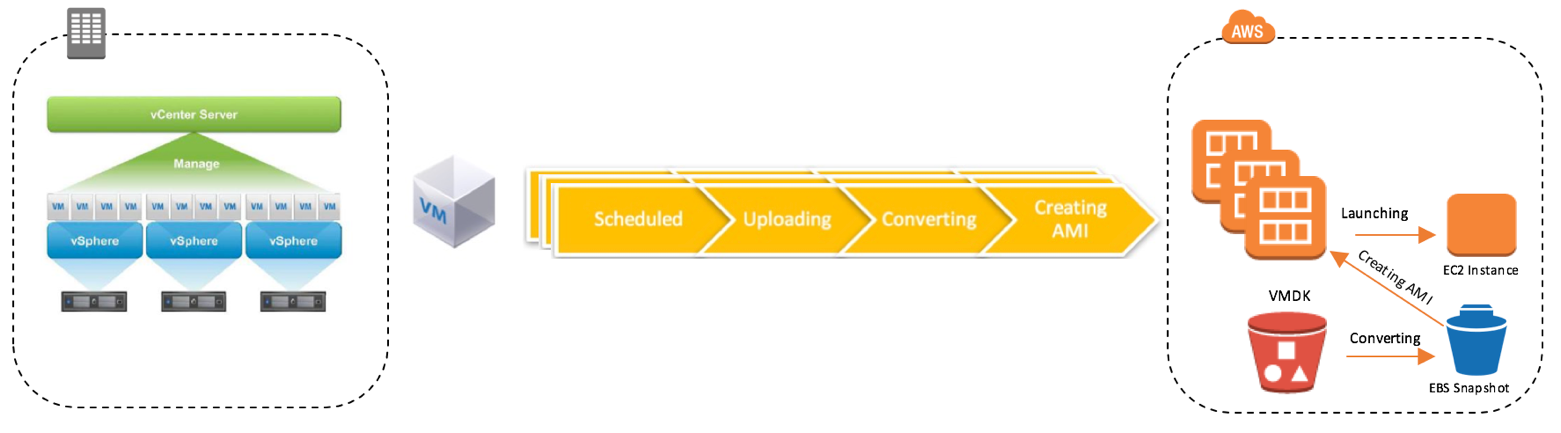 AWS
vCenter Server
Manage
VM VM VM VM VM VM VM VM VM VM VM VM
vSphere vSphere vSphere
VM
Scheduled Uploading Converting Creating AMI
Launching
EC2 Instance
Creating AMI
VMDK
Converting
EBS Snapshot